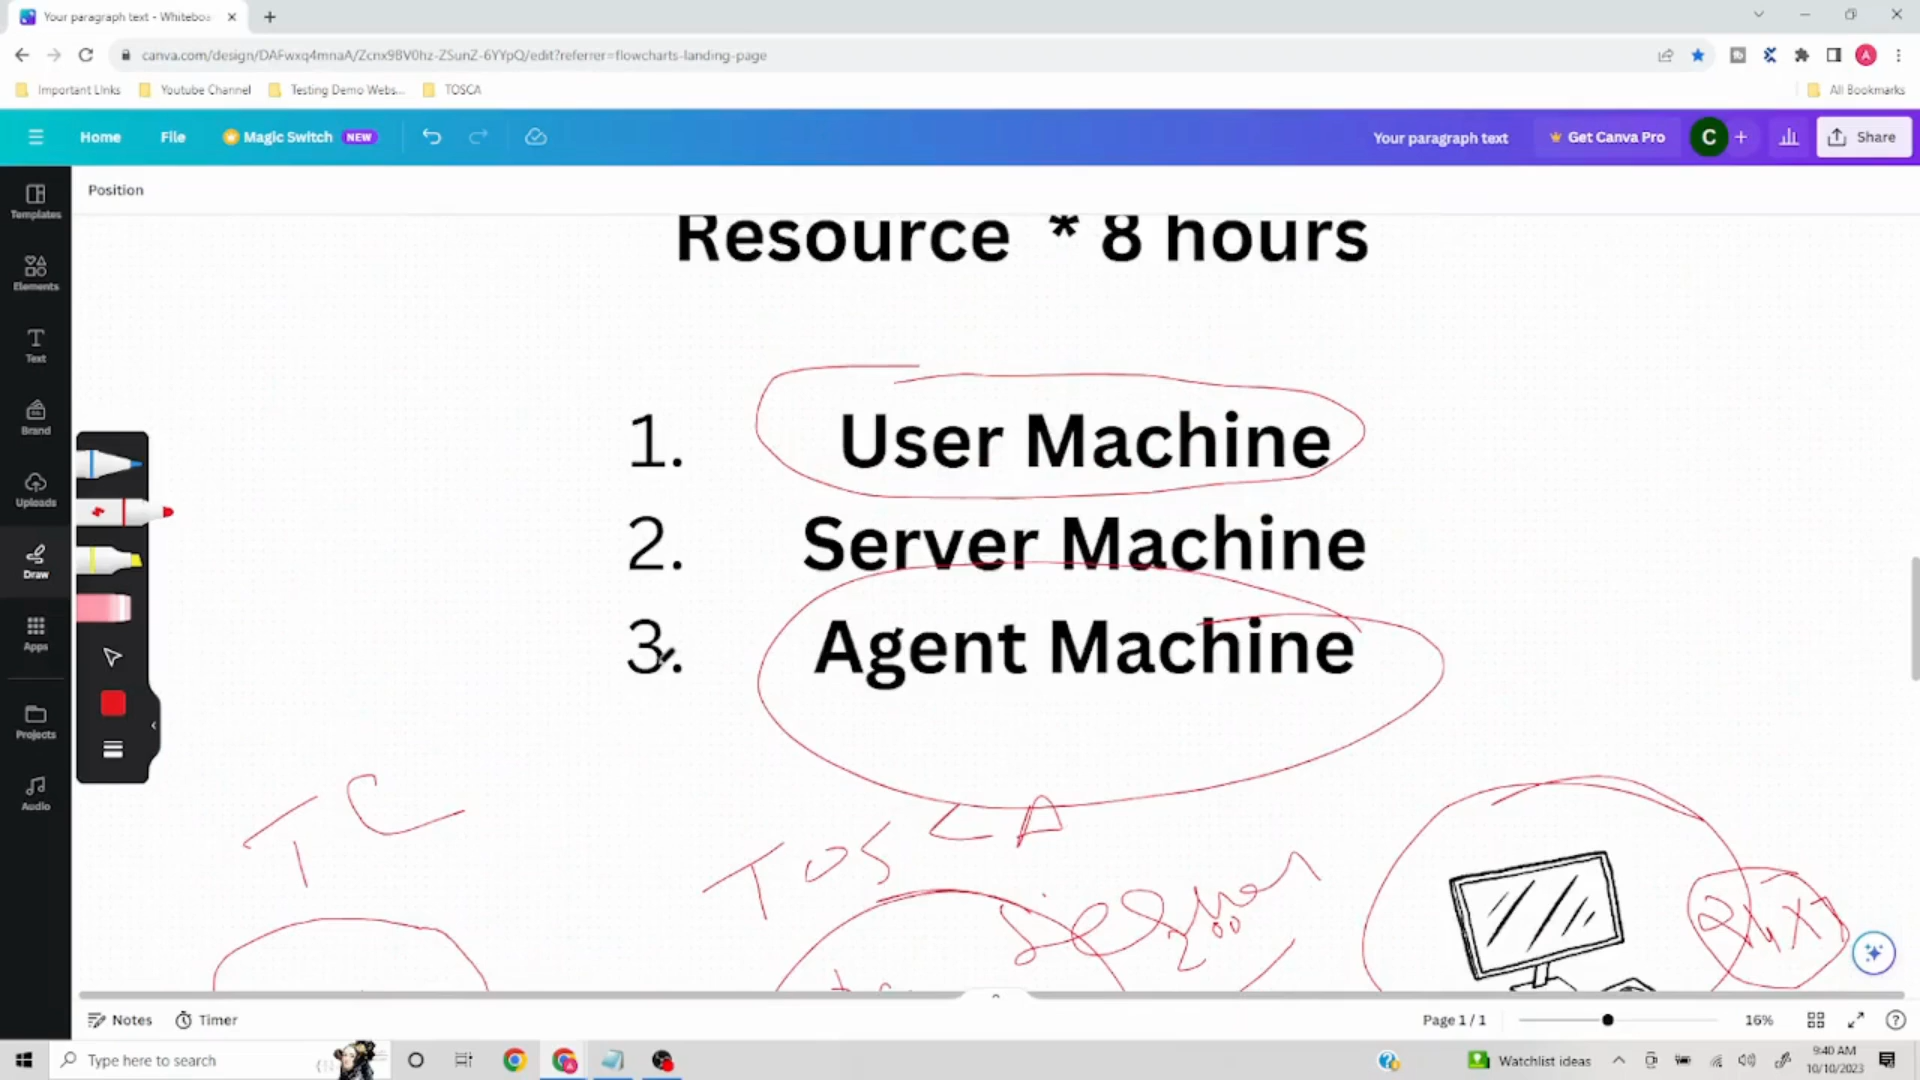 Your paragraph text - Whiteboa
canva.com/design/DAFwxq4mnaA/Zcnx9BV0hz-ZSunZ-6YYpQ/edit?referrer=flowcharts-landing-page
A
Important Links
Youtube Channel
Testing Demo Webs...
TOSCA
All Bookmarks
Home
File
Magic Switch NEW
Your paragraph text
Get Canva Pro
C
Share
Position
Templates
Elements
Text
Brand
Uploads
Draw
Apps
Projects
Audio
Resource * 8 hours
1. User Machine
2. Server Machine
3. Agent Machine
TC
TOSCA
Notes
Timer
Page 1 / 1
16%
Type here to search
Watchlist ideas
9:40 AM
10/10/2023